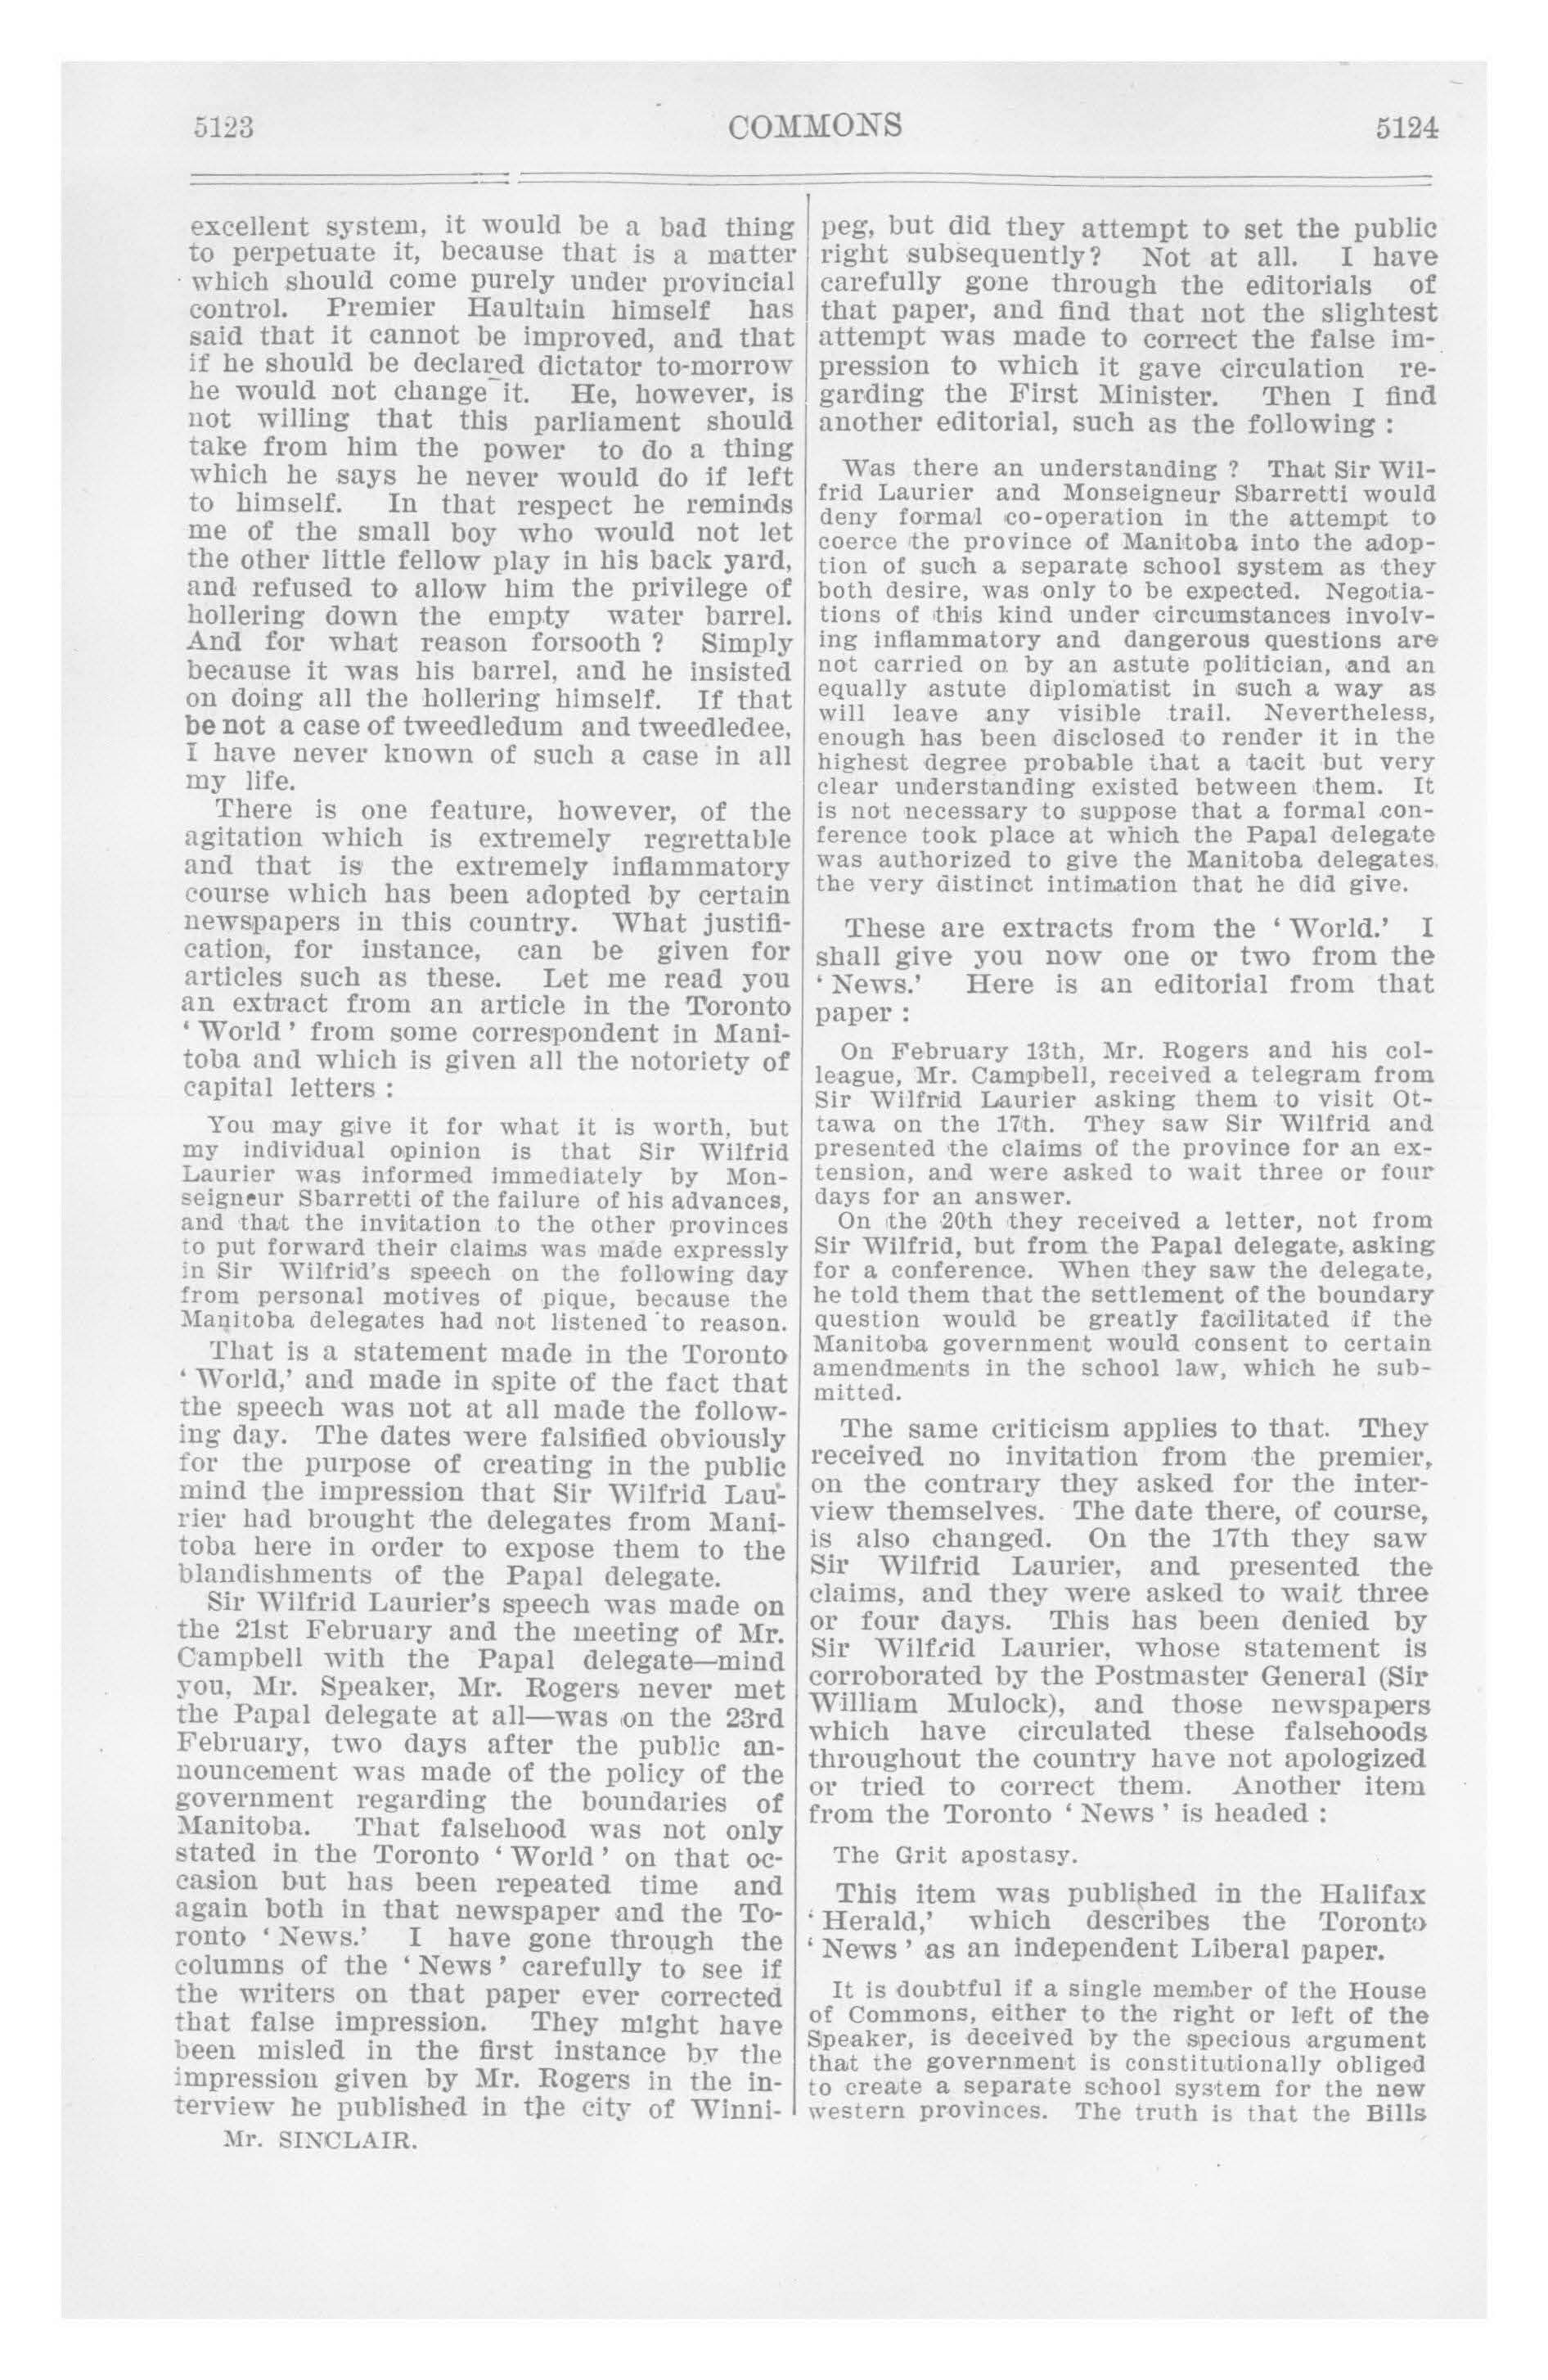 5123
COMMONS
5124
excellent system, it would be a bad thing
to perpetuate it, because that is a matter
which should come purely under provincial
control. Premier Haultain himself has
said that it cannot be improved, and that
if he should be declared dictator to-morrow
he would not change it. He, however, is
not willing that this parliament should
take from him the power to do a thing
which he says he never would do if left
to himself. In that respect he reminds
me of the small boy who would not let
the other little fellow play in his back yard,
and refused to allow him the privilege of
hollering down the empty water barrel.
And for what reason forsooth ? Simply
because it was his barrel, and he insisted
on doing all the hollering himself. If that
be not a case of tweedledum and tweedledee,
I have never known of such a case in all
my life.
There is one feature, however, of the
agitation which is extremely regrettable
and that is the extremely inflammatory
course which has been adopted by certain
newspapers in this country. What justifi-
cation, for instance, can be given for
articles such as these. Let me read you
an extract from an article in the Toronto
‘ World ’ from some correspondent in Mani-
toba and which is given all the notoriety of
capital letters :
You may give it for what it is worth, but
my individual opinion is that Sir Wilfrid
Laurier was informed immediately by Mon-
seigneur Sbarretti of the failure of his advances,
and that the invitation to the other provinces
to put forward their claims was made expressly
in Sir Wilfrid's speech on the following day
from personal motives of pique, because the
Manitoba delegates had not listened to reason.
That is a statement made in the Toronto
‘ World,’ and made in spite of the fact that
the speech was not at all made the follow-
ing day. The dates were falsified obviously
for the purpose of creating in the public
mind the impression that Sir Wilfrid Lau-
rier had brought the delegates from Mani-
toba here in order to expose them to the
blandishments of the Papal delegate.
Sir Wilfrid Laurier's speech was made on
the 21st February and the meeting of Mr.
Campbell with the Papal delegate—mind
you, Mr. Speaker, Mr. Rogers never met
the Papal delegate at all—was on the 23rd
February, two days after the public an-
nouncement was made of the policy of the
government regarding the boundaries of
Manitoba. That falsehood was not only
stated in the Toronto ‘ World ’ on that oc-
casion but has been repeated time and
again both in that newspaper and the To-
ronto ‘ News.’ I have gone through the
columns of the ‘ News ’ carefully to see if
the writers on that paper ever corrected
that false impression. They might have
been misled in the first instance by the
impression given by Mr. Rogers in the in-
terview he published in the city of Winni-
Mr. SINCLAIR.
peg, but did they attempt to set the public
right subsequently? Not at all. I have
carefully gone through the editorials of
that paper, and find that not the slightest
attempt was made to correct the false im-
pression to which it gave circulation re-
garding the First Minister. Then I find
another editorial, such as the following :
Was there an understanding ? That Sir Wil-
frid Laurier and Monseigneur Sbarretti would
deny formal co-operation in the attempt to
coerce the province of Manitoba into the adop-
tion of such a separate school system as they
both desire, was only to be expected. Negotia-
tions of this kind under circumstances involv-
ing inflammatory and dangerous questions are
not carried on by an astute politician, and an
equally astute diplomatist in such a way as
will leave any visible trail. Nevertheless,
enough has been disclosed to render it in the
highest degree probable that a tacit but very
clear understanding existed between them. It
is not necessary to suppose that a formal con-
ference took place at which the Papal delegate
was authorized to give the Manitoba delegates
the very distinct intimation that he did give.
These are extracts from the ‘ World.’ I
shall give you now one or two from the
‘ News.’ Here is an editorial from that
paper :
On February 13th, Mr. Rogers and his col-
league, Mr. Campbell, received a telegram from
Sir Wilfrid Laurier asking them to visit Ot-
tawa on the 17th. They saw Sir Wilfrid and
presented the claims of the province for an ex-
tension, and were asked to wait three or four
days for an answer.
On the 20th they received a letter, not from
Sir Wilfrid, but from the Papal delegate, asking
for a conference. When they saw the delegate,
he told them that the settlement of the boundary
question would be greatly facilitated if the
Manitoba government would consent to certain
amendments in the school law, which he sub-
mitted.
The same criticism applies to that. They
received no invitation from the premier,
on the contrary they asked for the inter-
view themselves. The date there, of course,
is also changed. On the 17th they saw
Sir Wilfrid Laurier, and presented the
claims, and they were asked to wait three
or four days. This has been denied by
Sir Wilfrid Laurier, whose statement is
corroborated by the Postmaster General (Sir
William Mulock), and those newspapers
which have circulated these falsehoods
throughout the country have not apologized
or tried to correct them. Another item
from the Toronto ‘ News ’ is headed :
The Grit apostasy.
This item was published in the Halifax
‘ Herald,’ which describes the Toronto
‘ News ’ as an independent Liberal paper.
It is doubtful if a single member of the House
of Commons, either to the right or left of the
Speaker, is deceived by the specious argument
that the government is constitutionally obliged
to create a separate school system for the new
western provinces. The truth is that the Bills